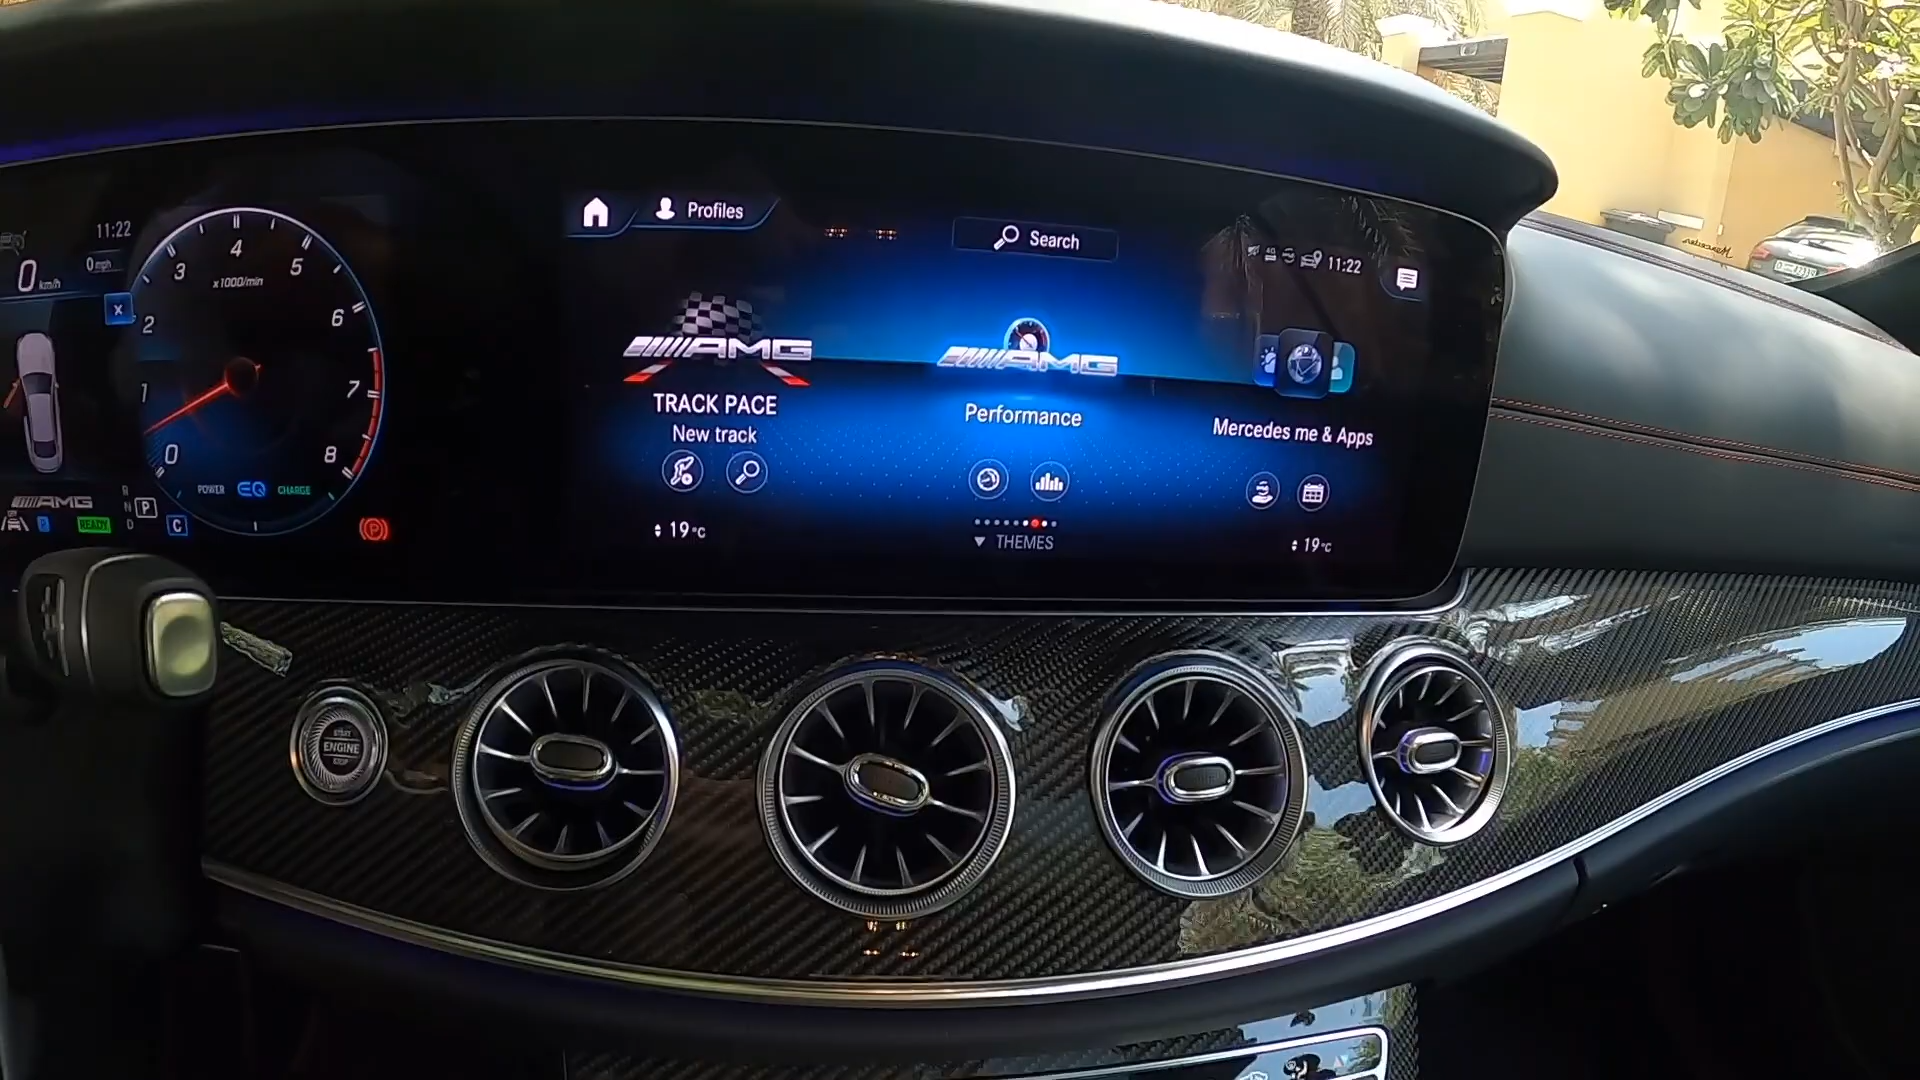 11:22
0 km/h
0 mph
x
0
1
2
3
4
5
6
7
8
x1000/min
POWER EQ CHARGE
AMG
R
N
D
P
READY
C
P
Profiles
Search
11:22
AMG
TRACK PACE
New track
AMG
Performance
Mercedes me & Apps
19°C
THEMES
19°C
START
ENGINE
STOP